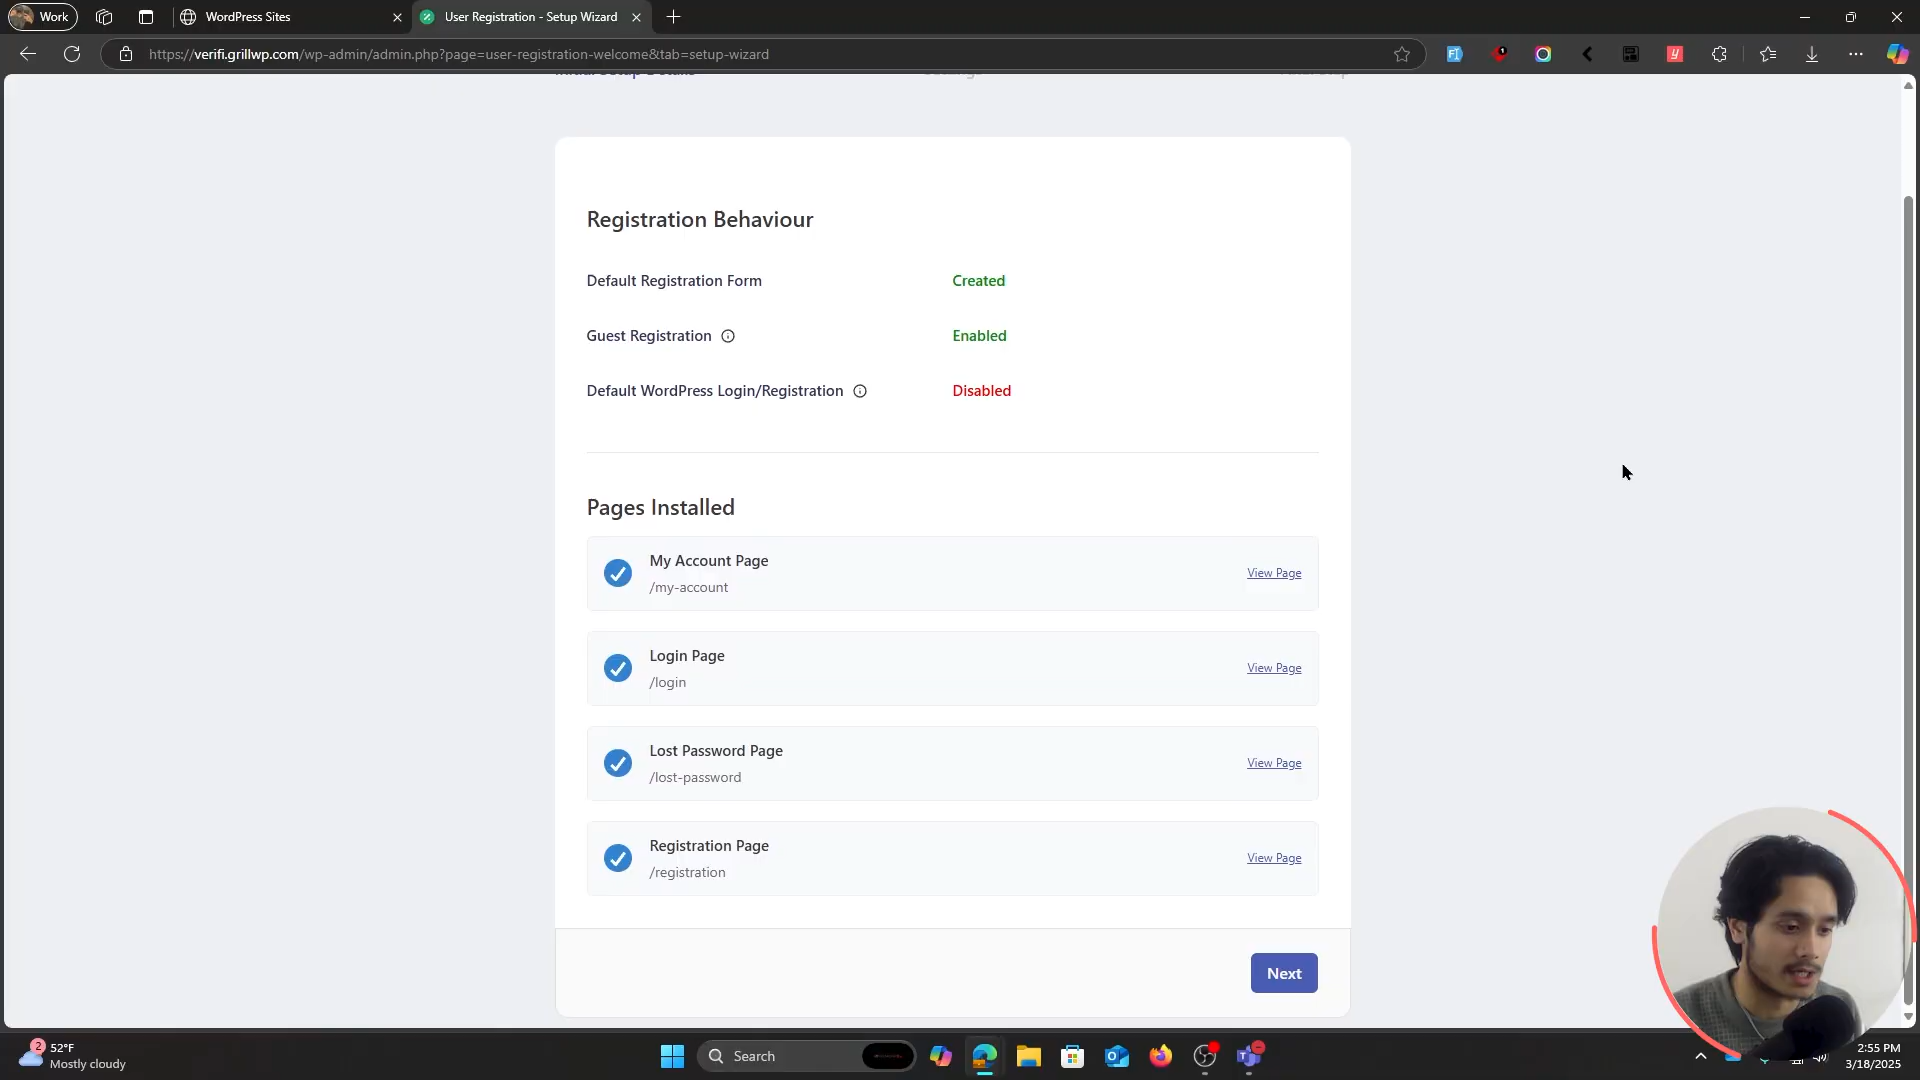 Work
WordPress Sites
User Registration - Setup Wizard
https://verifi.grillwp.com/wp-admin/admin.php?page=user-registration-welcome&tab=setup-wizard
Registration Behaviour
Default Registration Form Created
Guest Registration Enabled
Default WordPress Login/Registration Disabled
Pages Installed
My Account Page
/my-account
View Page
Login Page
/login
View Page
Lost Password Page
/lost-password
View Page
Registration Page
/registration
View Page
Next
2
52°F
Mostly cloudy
Search
2:55 PM
3/18/2025